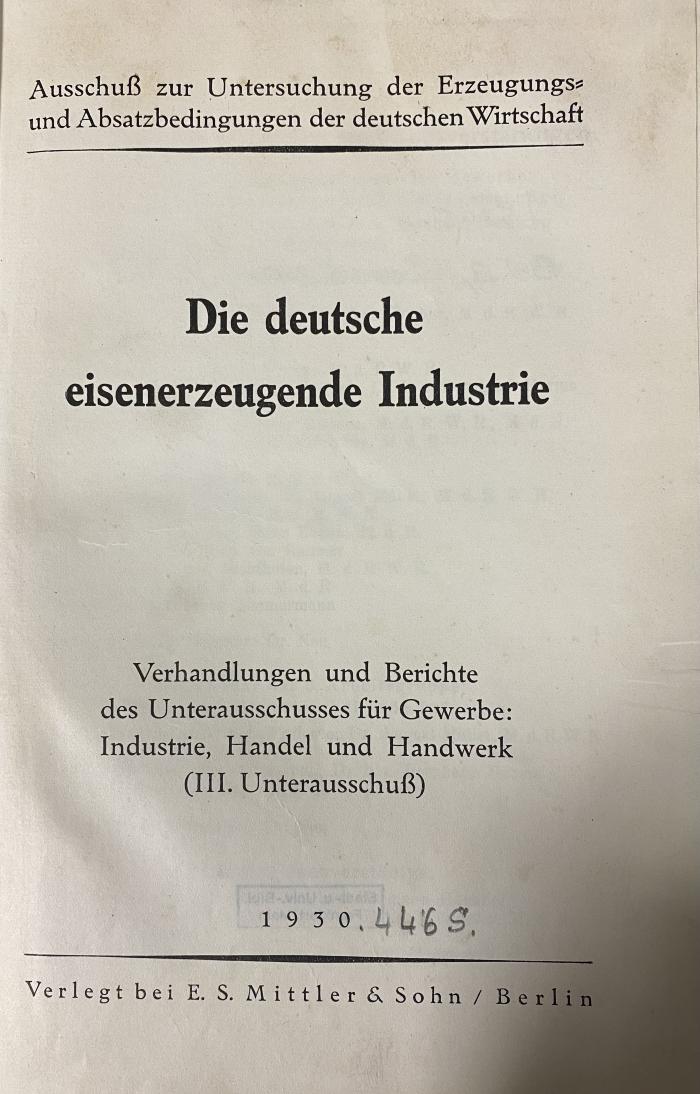 Ausschuß zur Untersuchung der Erzeugungs-
und Absatzbedingungen der deutschen Wirtschaft
Die deutsche
eisenerzeugende Industrie
Verhandlungen und Berichte
des Unterausschusses für Gewerbe:
Industrie, Handel und Handwerk
(III. Unterausschuß)
1930. 446 S.
Verlegt bei E. S. Mittler & Sohn / Berlin